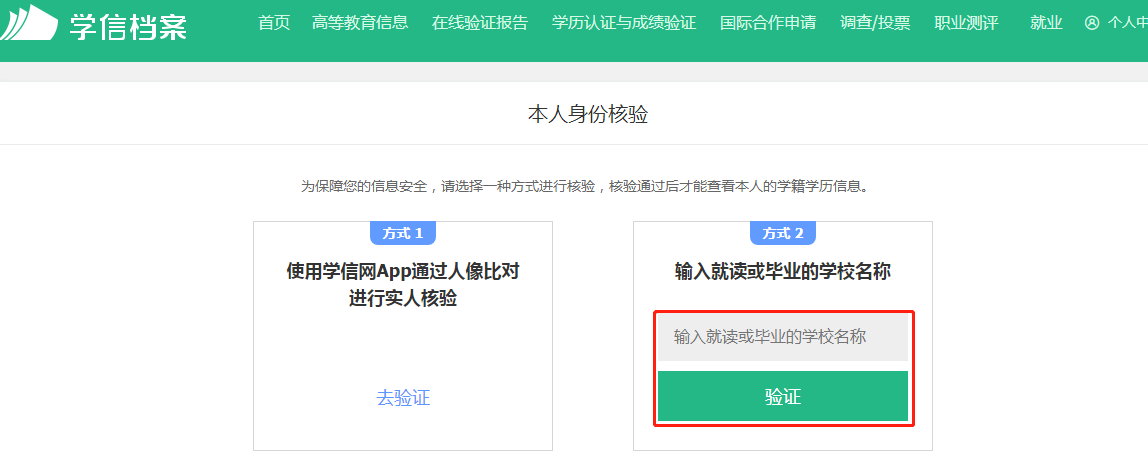 学信档案
首页 高等教育信息 在线验证报告 学历认证与成绩验证 国际合作申请 调查/投票 职业测评 就业 个人中
本人身份核验
为保障您的信息安全，请选择一种方式进行核验，核验通过后才能查看本人的学籍学历信息。
方式 1
使用学信网App通过人像比对
进行实人核验
去验证
方式 2
输入就读或毕业的学校名称
输入就读或毕业的学校名称
验证